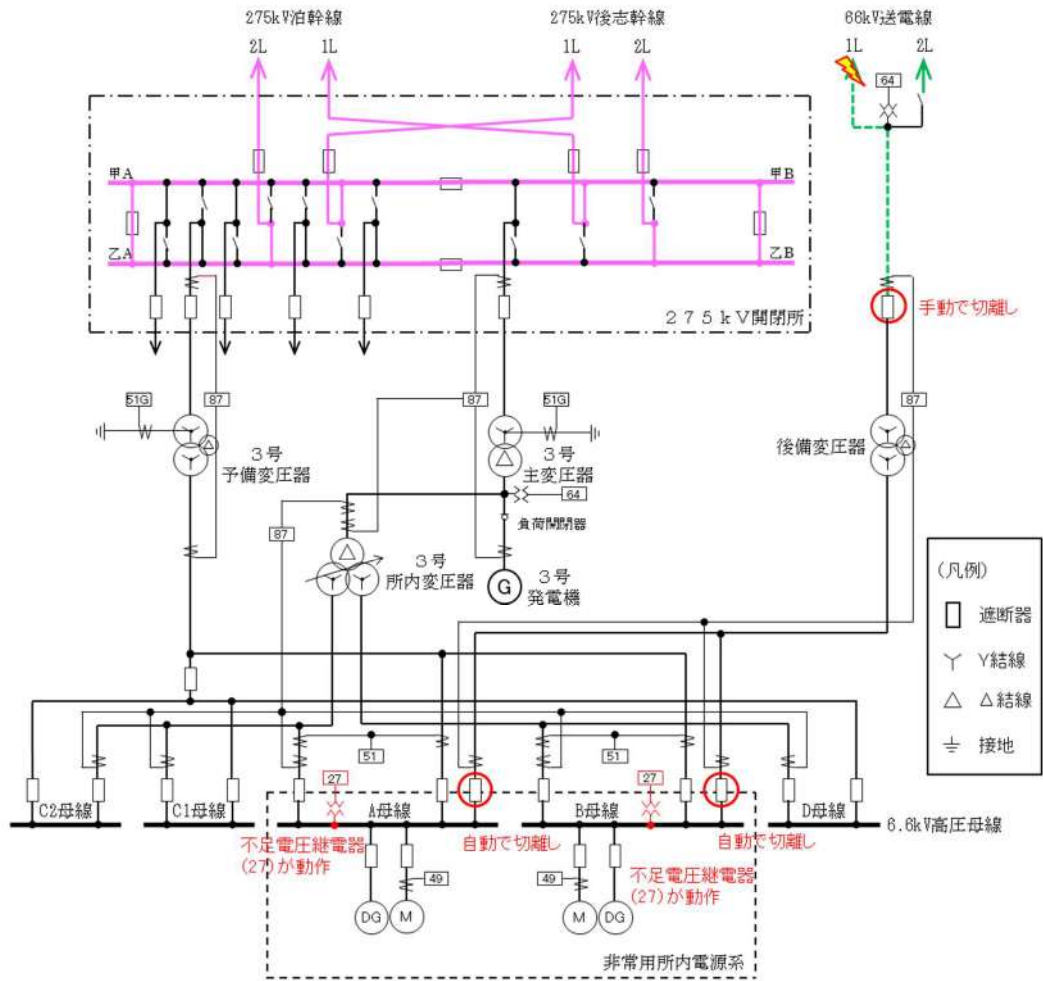 275kV泊幹線
275kV後志幹線
66kV送電線
2L
1L
1L
2L
1L
2L
64
甲A
甲B
乙A
乙B
275kV開閉所
手動で切離し
51G
87
87
51G
87
3号
予備変圧器
3号
主変圧器
後備変圧器
64
負荷開閉器
87
3号
所内変圧器
G
3号
発電機
(凡例)
遮断器
Y結線
△結線
接地
51
51
27
27
C2母線
C1母線
A母線
B母線
D母線
6.6kV高圧母線
不足電圧継電器
(27)が動作
自動で切離し
自動で切離し
不足電圧継電器
(27)が動作
49
49
DG
M
M
DG
非常用所内電源系